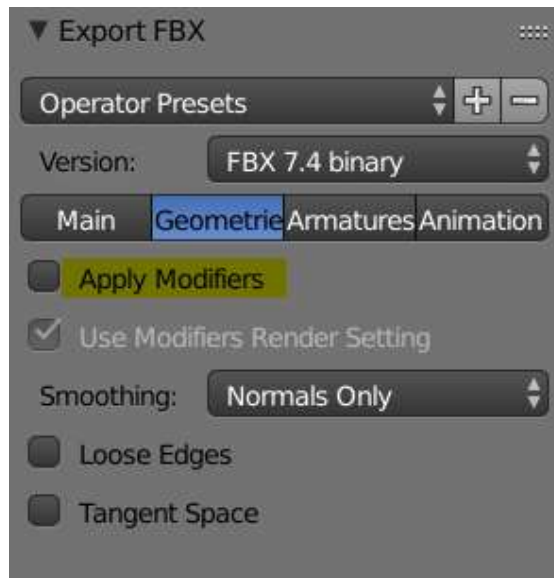 Export FBX
Operator Presets
Version: FBX 7.4 binary
Main Geometrie Armatures Animation
Apply Modifiers
Use Modifiers Render Setting
Smoothing: Normals Only
Loose Edges
Tangent Space